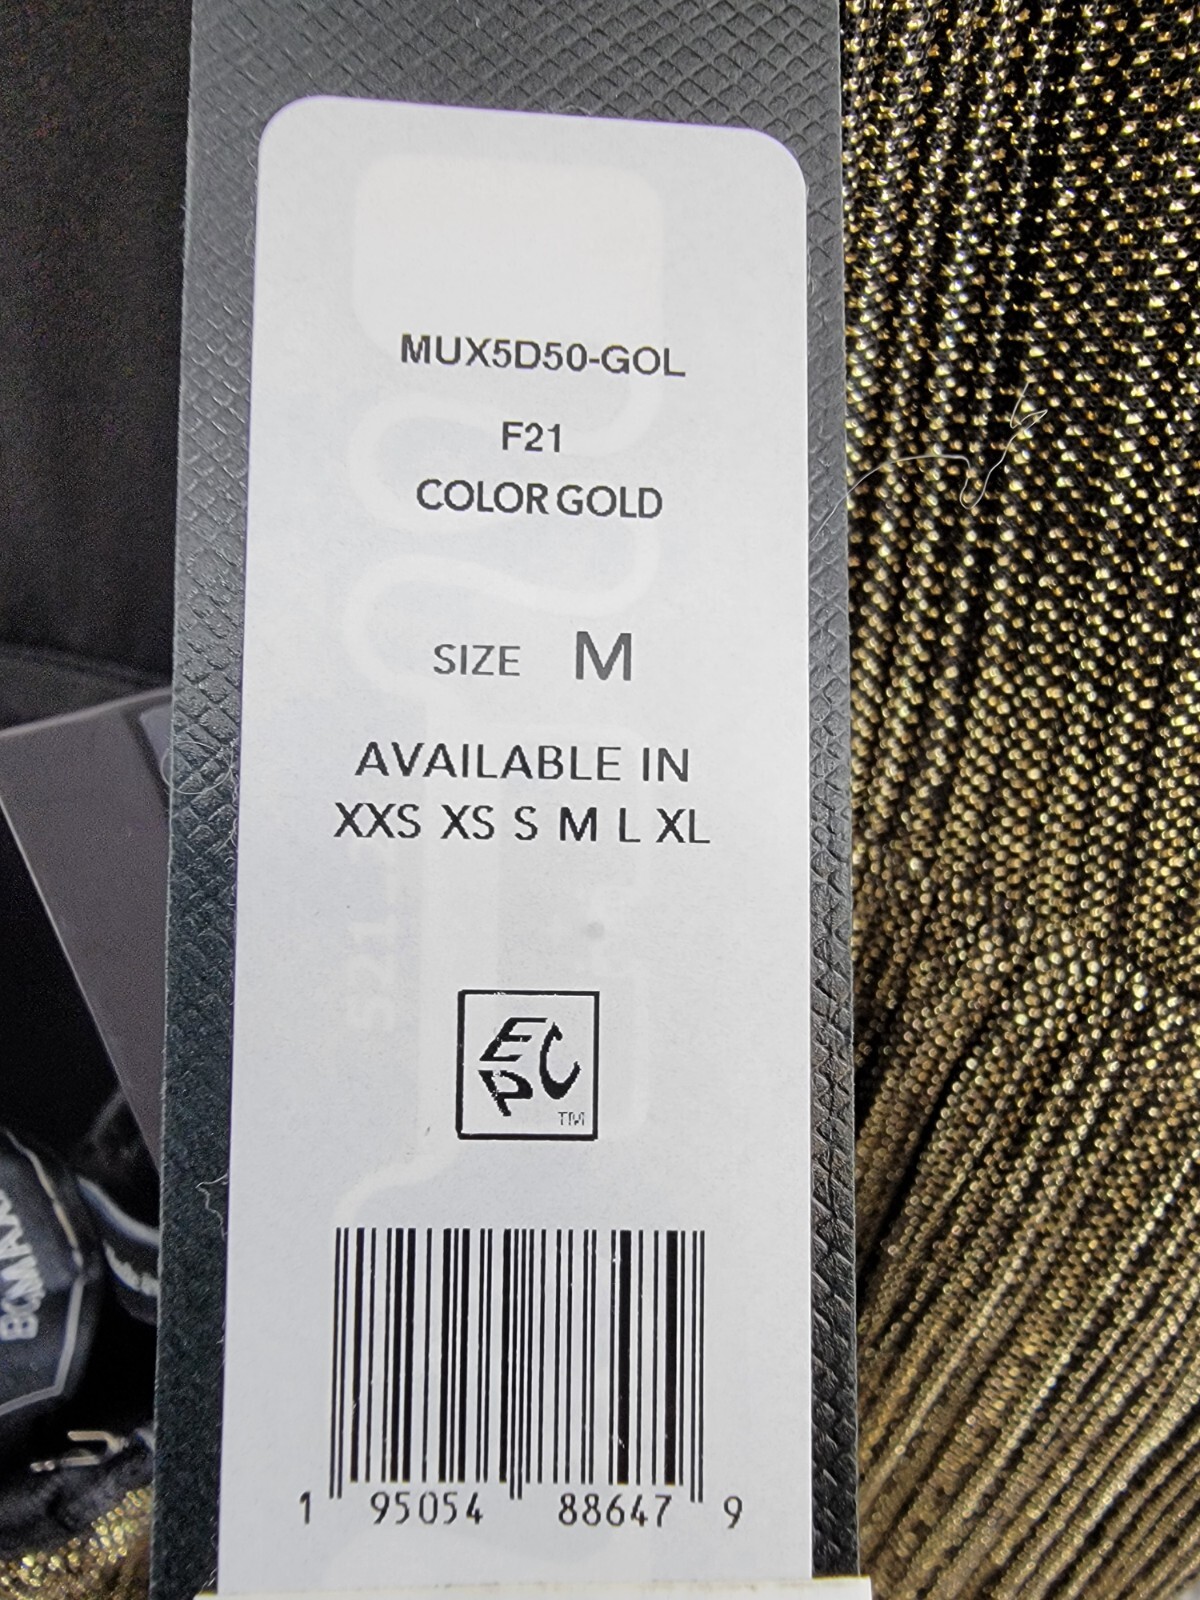 MUX5D50-GOL
F21
COLOR GOLD
SIZE M
AVAILABLE IN
XXS XS S M L XL
EPC
TM
1 95054 88647 9